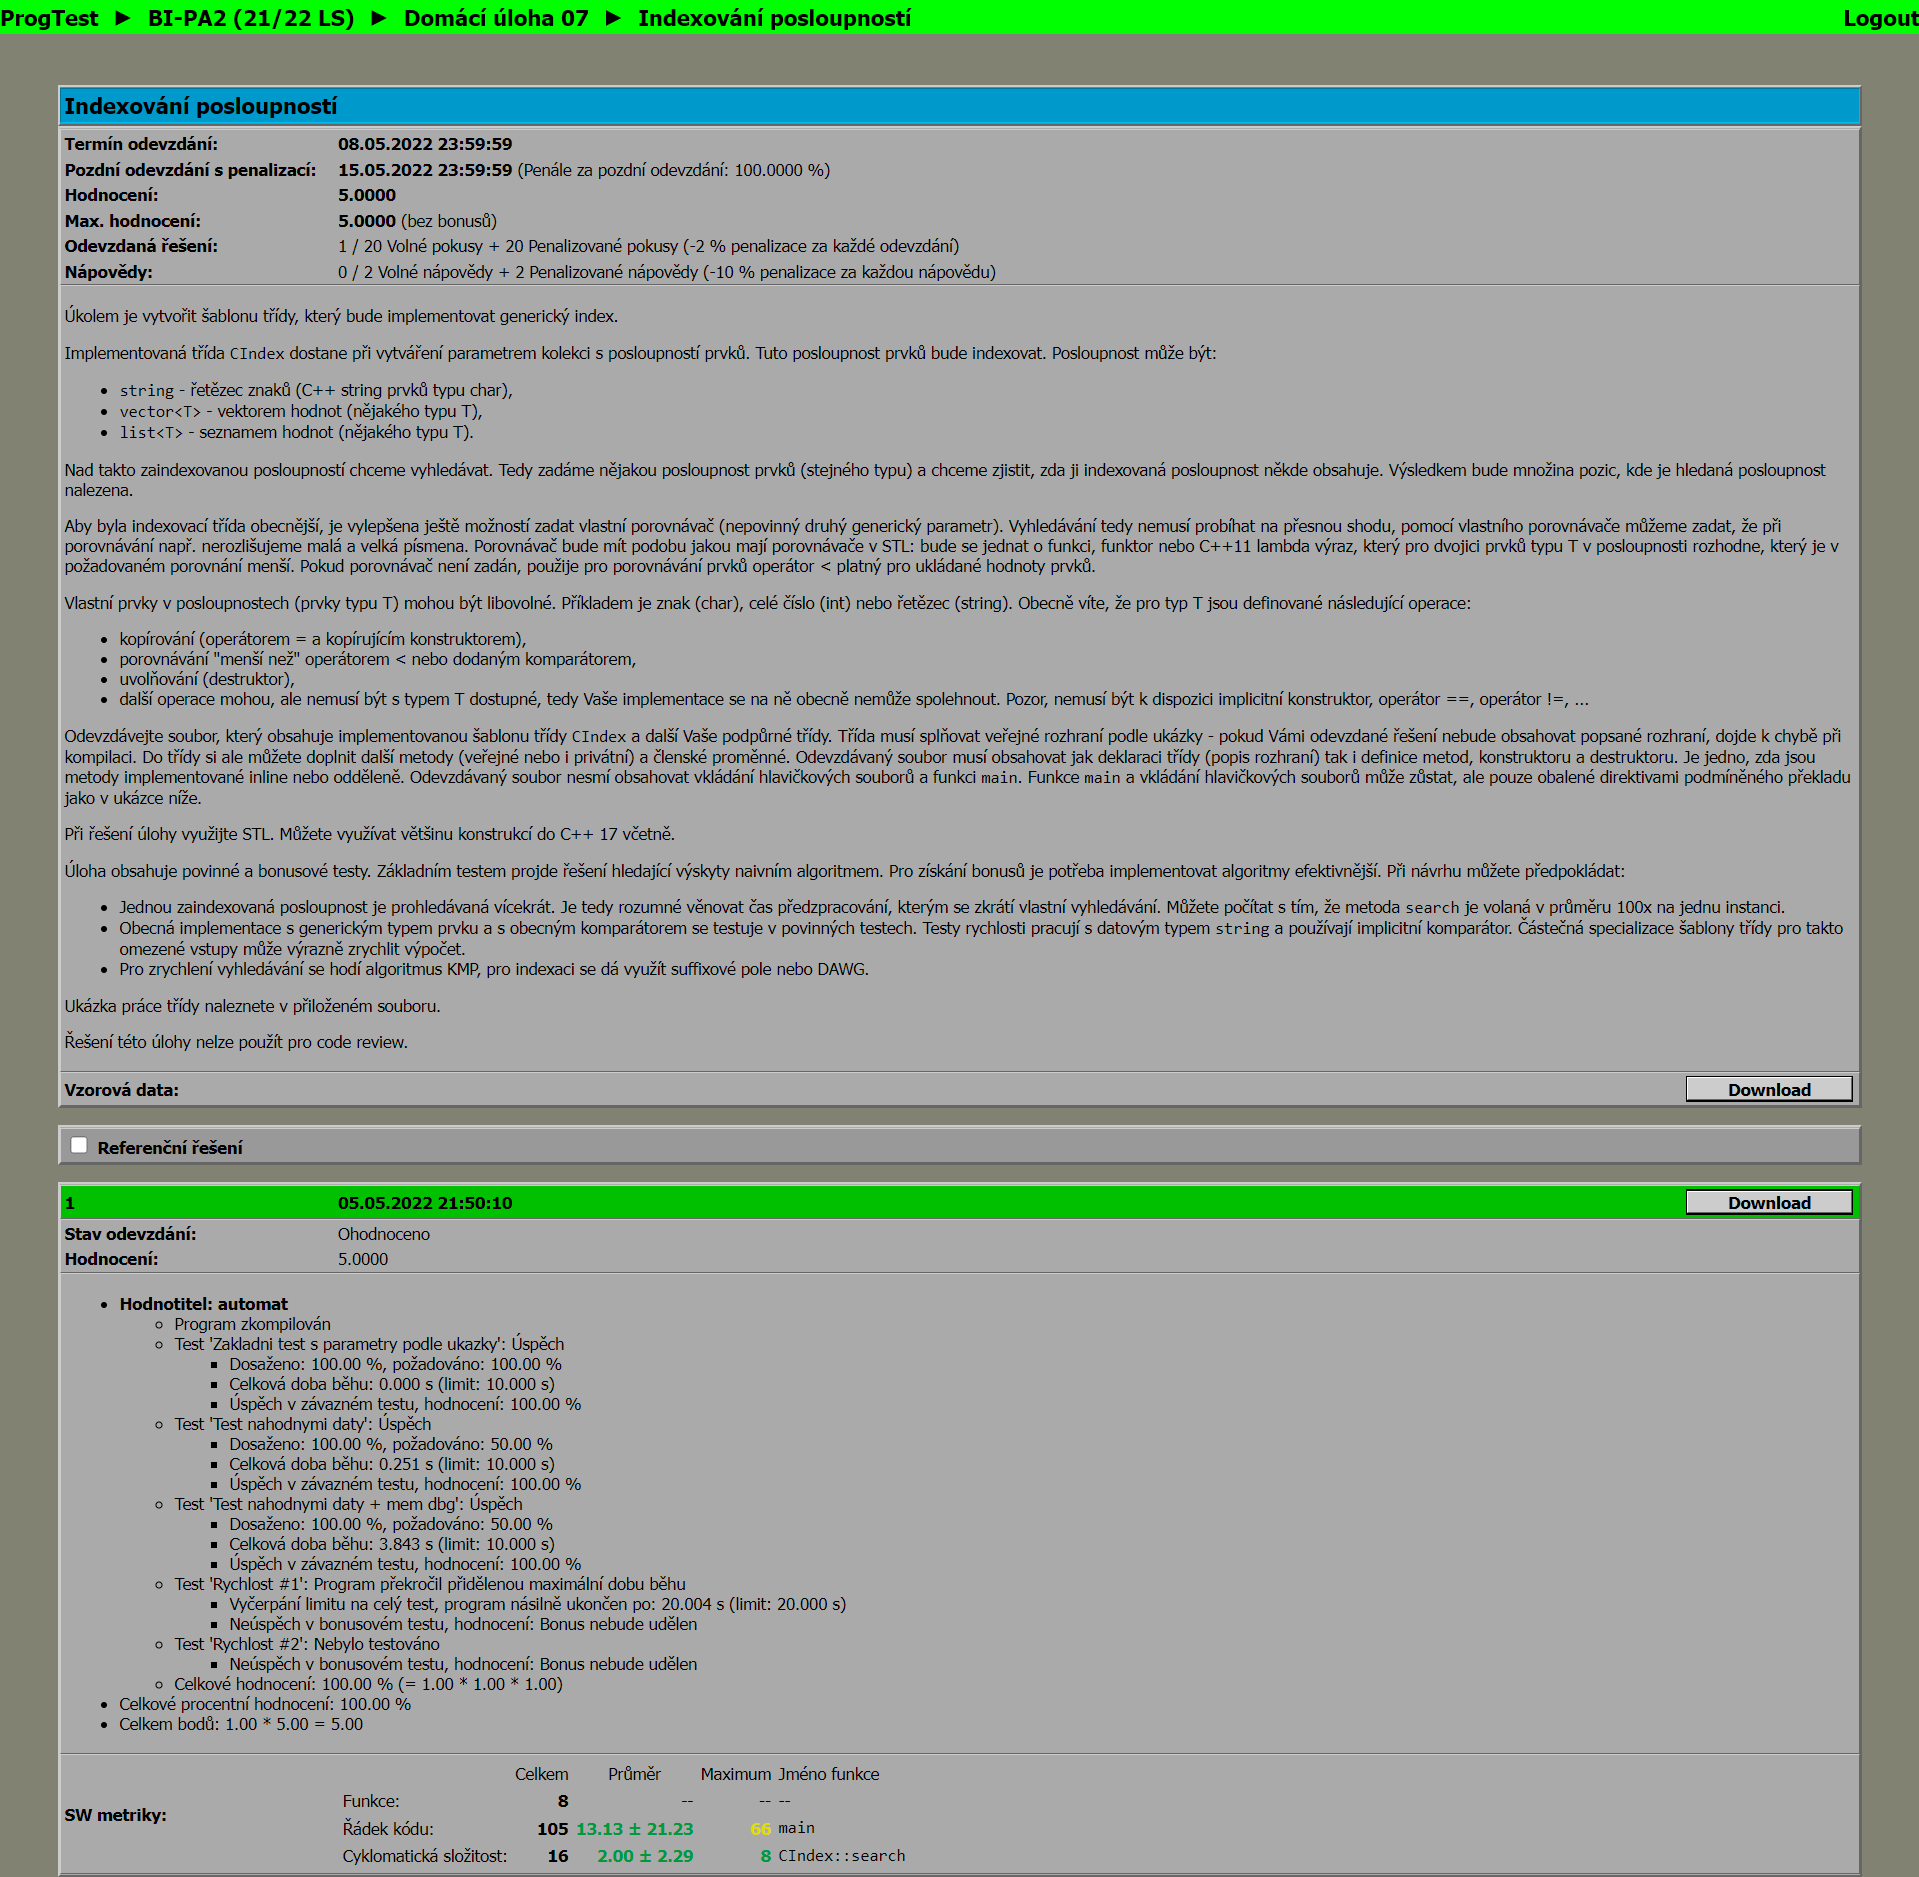 ProgTest ► BI-PA2 (21/22 LS) ► Domácí úloha 07 ► Indexování posloupností Logout
Indexování posloupností
Termín odevzdání: 08.05.2022 23:59:59
Pozdní odevzdání s penalizací: 15.05.2022 23:59:59 (Penále za pozdní odevzdání: 100.0000 %)
Hodnocení: 5.0000
Max. hodnocení: 5.0000 (bez bonusů)
Odevzdaná řešení: 1 / 20 Volné pokusy + 20 Penalizované pokusy (-2 % penalizace za každé odevzdání)
Nápovědy: 0 / 2 Volné nápovědy + 2 Penalizované nápovědy (-10 % penalizace za každou nápovědu)
Úkolem je vytvořit šablonu třídy, který bude implementovat generický index.
Implementovaná třída CIndex dostane při vytváření parametrem kolekci s posloupností prvků. Tuto posloupnost prvků bude indexovat. Posloupnost může být:
• string - řetězec znaků (C++ string prvků typu char),
• vector<T> - vektorem hodnot (nějakého typu T),
• list<T> - seznamem hodnot (nějakého typu T).
Nad takto zaindexovanou posloupností chceme vyhledávat. Tedy zadáme nějakou posloupnost prvků (stejného typu) a chceme zjistit, zda ji indexovaná posloupnost někde obsahuje. Výsledkem bude množina pozic, kde je hledaná posloupnost
nalezena.
Aby byla indexovací třída obecnější, je vylepšena ještě možností zadat vlastní porovnávač (nepovinný druhý generický parametr). Vyhledávání tedy nemusí probíhat na přesnou shodu, pomocí vlastního porovnávače můžeme zadat, že při
porovnávání např. nerozlišujeme malá a velká písmena. Porovnávač bude mít podobu jakou mají porovnávače v STL: bude se jednat o funkci, funktor nebo C++11 lambda výraz, který pro dvojici prvků typu T v posloupnosti rozhodne, který je v
požadovaném porovnání menší. Pokud porovnávač není zadán, použije pro porovnávání prvků operátor < platný pro ukládané hodnoty prvků.
Vlastní prvky v posloupnostech (prvky typu T) mohou být libovolné. Příkladem je znak (char), celé číslo (int) nebo řetězec (string). Obecně víte, že pro typ T jsou definované následující operace:
• kopírování (operátorem = a kopírujícím konstruktorem),
• porovnávání "menší než" operátorem < nebo dodaným komparátorem,
• uvolňování (destruktor),
• další operace mohou, ale nemusí být s typem T dostupné, tedy Vaše implementace se na ně obecně nemůže spolehnout. Pozor, nemusí být k dispozici implicitní konstruktor, operátor ==, operátor !=, ...
Odevzdávejte soubor, který obsahuje implementovanou šablonu třídy CIndex a další Vaše podpůrné třídy. Třída musí splňovat veřejné rozhraní podle ukázky - pokud Vámi odevzdané řešení nebude obsahovat popsané rozhraní, dojde k chybě při
kompilaci. Do třídy si ale můžete doplnit další metody (veřejné nebo i privátní) a členské proměnné. Odevzdávaný soubor musí obsahovat jak deklaraci třídy (popis rozhraní) tak i definice metod, konstruktoru a destruktoru. Je jedno, zda jsou
metody implementované inline nebo odděleně. Odevzdávaný soubor nesmí obsahovat vkládání hlavičkových souborů a funkci main. Funkce main a vkládání hlavičkových souborů může zůstat, ale pouze obalené direktivami podmíněného překladu
jako v ukázce níže.
Při řešení úlohy využijte STL. Můžete využívat většinu konstrukcí do C++ 17 včetně.
Úloha obsahuje povinné a bonusové testy. Základním testem projde řešení hledající výskyty naivním algoritmem. Pro získání bonusů je potřeba implementovat algoritmy efektivnější. Při návrhu můžete předpokládat:
• Jednou zaindexovaná posloupnost je prohledávaná vícekrát. Je tedy rozumné věnovat čas předzpracování, kterým se zkrátí vlastní vyhledávání. Můžete počítat s tím, že metoda search je volaná v průměru 100x na jednu instanci.
• Obecná implementace s generickým typem prvku a s obecným komparátorem se testuje v povinných testech. Testy rychlosti pracují s datovým typem string a používají implicitní komparátor. Částečná specializace šablony třídy pro takto
omezené vstupy může výrazně zrychlit výpočet.
• Pro zrychlení vyhledávání se hodí algoritmus KMP, pro indexaci se dá využít suffixové pole nebo DAWG.
Ukázka práce třídy naleznete v přiloženém souboru.
Řešení této úlohy nelze použít pro code review.
Vzorová data: Download
Referenční řešení
1 05.05.2022 21:50:10 Download
Stav odevzdání: Ohodnoceno
Hodnocení: 5.0000
• Hodnotitel: automat
◦ Program zkompilován
◦ Test 'Zakladni test s parametry podle ukazky': Úspěch
▪ Dosaženo: 100.00 %, požadováno: 100.00 %
▪ Celková doba běhu: 0.000 s (limit: 10.000 s)
▪ Úspěch v závazném testu, hodnocení: 100.00 %
◦ Test 'Test nahodnymi daty': Úspěch
▪ Dosaženo: 100.00 %, požadováno: 50.00 %
▪ Celková doba běhu: 0.251 s (limit: 10.000 s)
▪ Úspěch v závazném testu, hodnocení: 100.00 %
◦ Test 'Test nahodnymi daty + mem dbg': Úspěch
▪ Dosaženo: 100.00 %, požadováno: 50.00 %
▪ Celková doba běhu: 3.843 s (limit: 10.000 s)
▪ Úspěch v závazném testu, hodnocení: 100.00 %
◦ Test 'Rychlost #1': Program překročil přidělenou maximální dobu běhu
▪ Vyčerpání limitu na celý test, program násilně ukončen po: 20.004 s (limit: 20.000 s)
▪ Neúspěch v bonusovém testu, hodnocení: Bonus nebude udělen
◦ Test 'Rychlost #2': Nebylo testováno
▪ Neúspěch v bonusovém testu, hodnocení: Bonus nebude udělen
◦ Celkové hodnocení: 100.00 % (= 1.00 * 1.00 * 1.00)
• Celkové procentní hodnocení: 100.00 %
• Celkem bodů: 1.00 * 5.00 = 5.00
SW metriky:
Celkem Průměr Maximum Jméno funkce
Funkce: 8 -- -- --
Řádek kódu: 105 13.13 ± 21.23 66 main
Cyklomatická složitost: 16 2.00 ± 2.29 8 CIndex::search